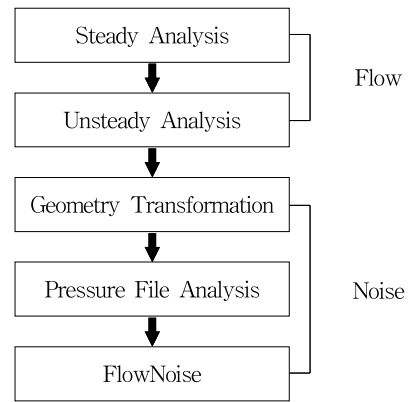 Steady Analysis
Flow
Unsteady Analysis
Geometry Transformation
Pressure File Analysis
Noise
FlowNoise